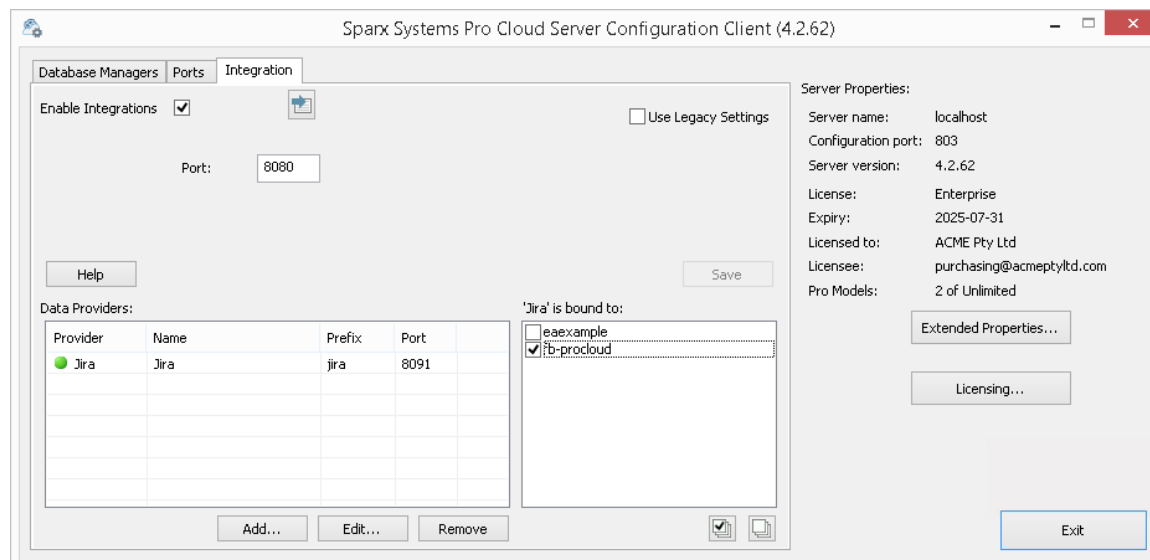 Sparx Systems Pro Cloud Server Configuration Client (4.2.62)
Database Managers Ports Integration
Enable Integrations
Use Legacy Settings
Port: 8080
Help
Save
Data Providers:
Provider Name Prefix Port
Jira Jira jira 8091
Add... Edit... Remove
'Jira' is bound to:
eaexample
fb-procloud
Server Properties:
Server name: localhost
Configuration port: 803
Server version: 4.2.62
License: Enterprise
Expiry: 2025-07-31
Licensed to: ACME Pty Ltd
Licensee: purchasing@acmeptyltd.com
Pro Models: 2 of Unlimited
Extended Properties...
Licensing...
Exit